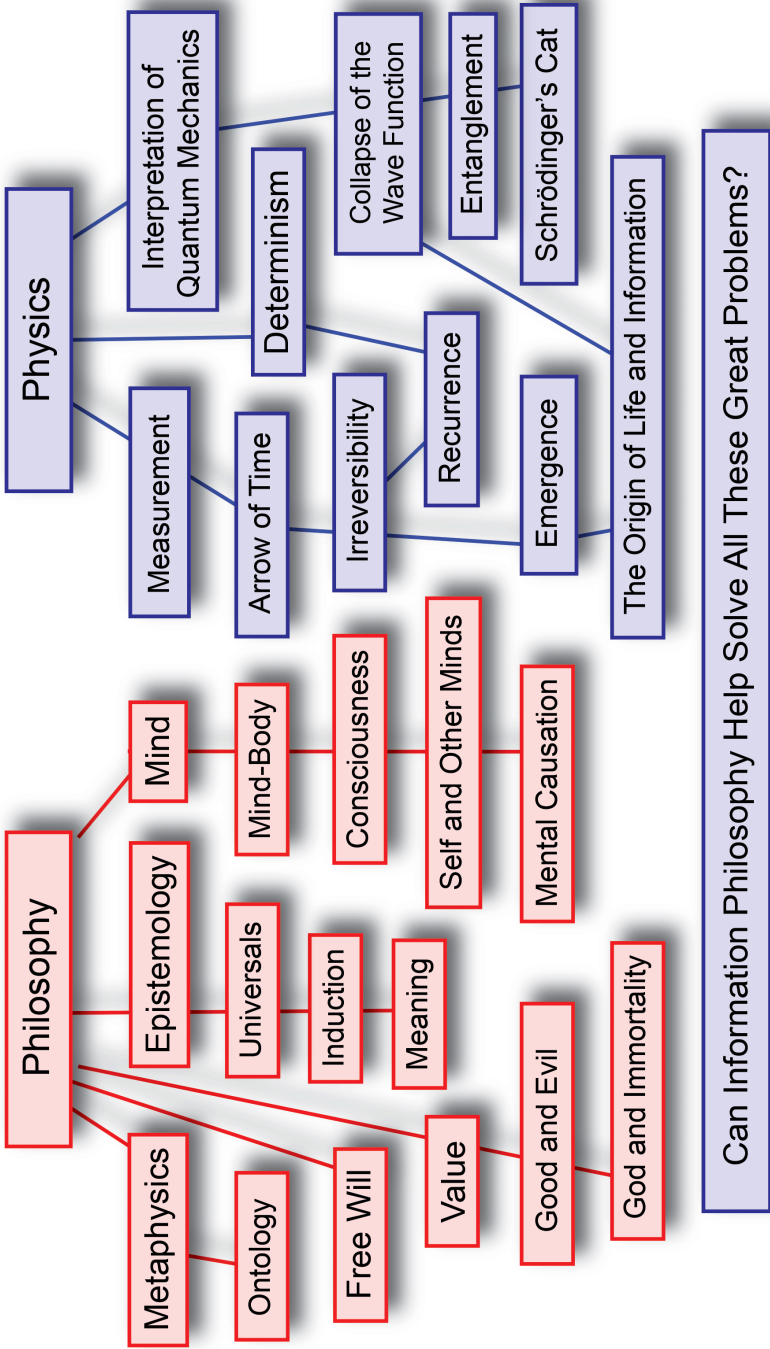 Philosophy
Metaphysics
Ontology
Free Will
Value
Good and Evil
God and Immortality
Epistemology
Universals
Induction
Meaning
Mind
Mind-Body
Consciousness
Self and Other Minds
Mental Causation
Physics
Measurement
Arrow of Time
Irreversibility
Recurrence
Emergence
The Origin of Life and Information
Determinism
Interpretation of
Quantum Mechanics
Collapse of the
Wave Function
Entanglement
Schrödinger’s Cat
Can Information Philosophy Help Solve All These Great Problems?